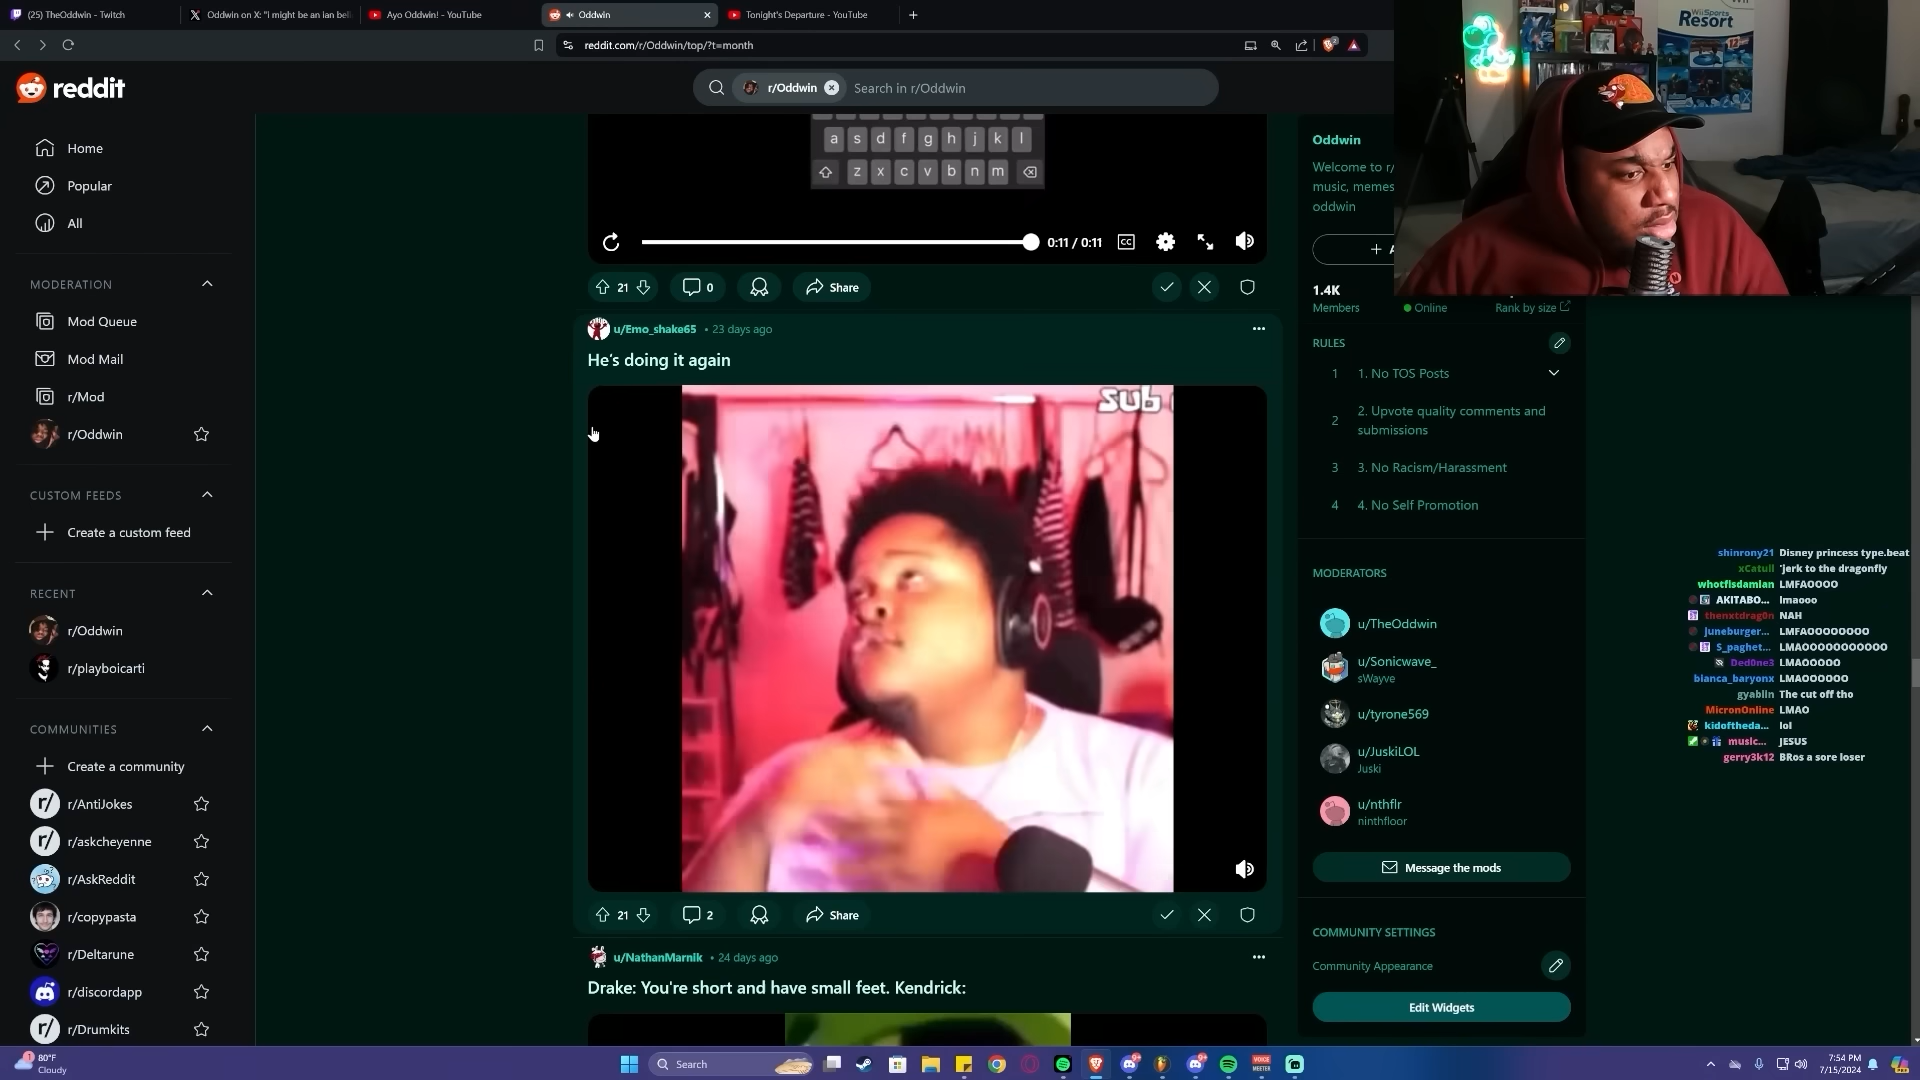 (25) TheOddwin - Twitch
Oddwin on X: "I might be an ian beli
Ayo Oddwin! - YouTube
Oddwin
Tonight's Departure - YouTube
reddit.com/r/Oddwin/top/?t=month
reddit
r/Oddwin
Search in r/Oddwin
Home
Popular
All
MODERATION
Mod Queue
Mod Mail
r/Mod
r/Oddwin
CUSTOM FEEDS
Create a custom feed
RECENT
r/Oddwin
r/playboicarti
COMMUNITIES
Create a community
r/AntiJokes
r/askcheyenne
r/AskReddit
r/copypasta
r/Deltarune
r/discordapp
r/Drumkits
a s d f g h j k l
z x c v b n m
0:11 / 0:11
CC
21
0
Share
u/Emo_shake65 • 23 days ago
He's doing it again
sub
21
2
Share
u/NathanMarnik • 24 days ago
Drake: You're short and have small feet. Kendrick:
Oddwin
Welcome to r/
music, memes
oddwin
1.4K
Members
Online
Rank by size
RULES
1 1. No TOS Posts
2 2. Upvote quality comments and
submissions
3 3. No Racism/Harassment
4 4. No Self Promotion
MODERATORS
u/TheOddwin
u/Sonicwave_
sWayve
u/tyrone569
u/JuskiLOL
Juski
u/nthflr
ninthfloor
Message the mods
COMMUNITY SETTINGS
Community Appearance
Edit Widgets
Wii Sports
Resort
shinrony21 Disney princess type.beat
xCatull 'jerk to the dragonfly
whotfisdamian LMFAOOOO
AKITABO... lmaooo
thenxtdrag0n NAH
juneburger... LMFAOOOOOOOO
S_paghet... LMAOOOOOOOOOOO
Ded0ne3 LMAOOOOO
bianca_baryonx LMAOOOOOO
gyablin The cut off tho
MicronOnline LMAO
kidoftheda... lol
music... JESUS
gerry3k12 BRos a sore loser
80°F
Cloudy
Search
7:54 PM
7/15/2024